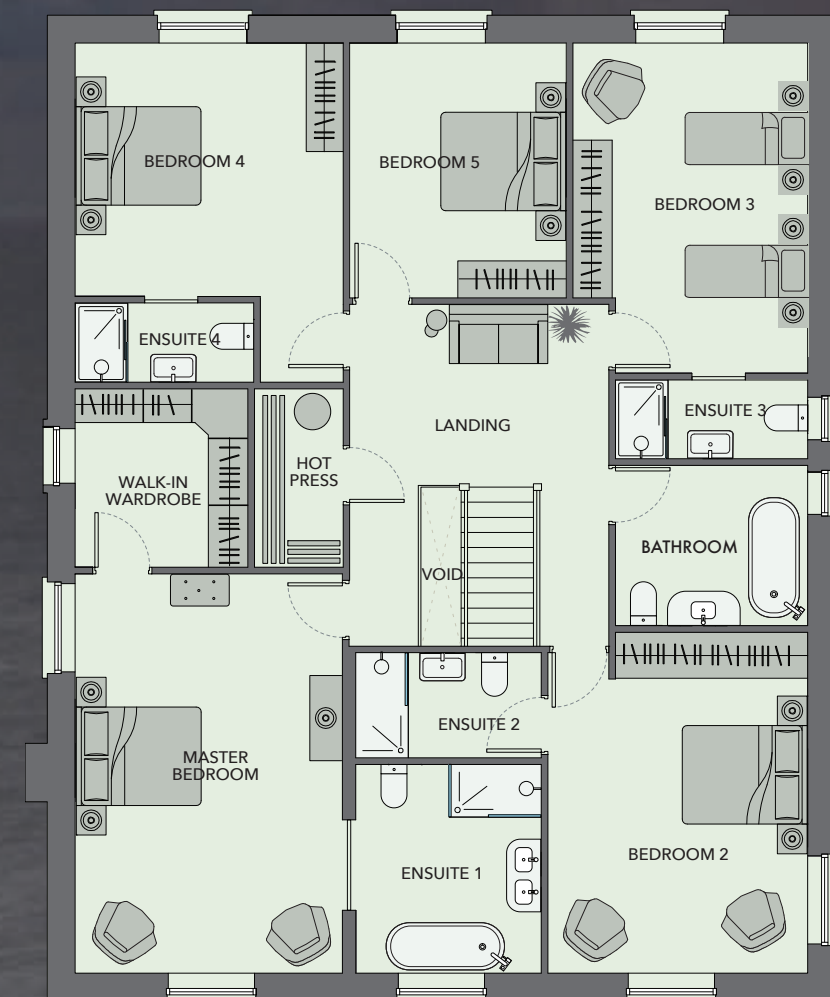 BEDROOM 4
BEDROOM 5
BEDROOM 3
ENSUITE 4
LANDING
ENSUITE 3
HOT
PRESS
WALK-IN
WARDROBE
BATHROOM
VOID
ENSUITE 2
MASTER
BEDROOM
BEDROOM 2
ENSUITE 1